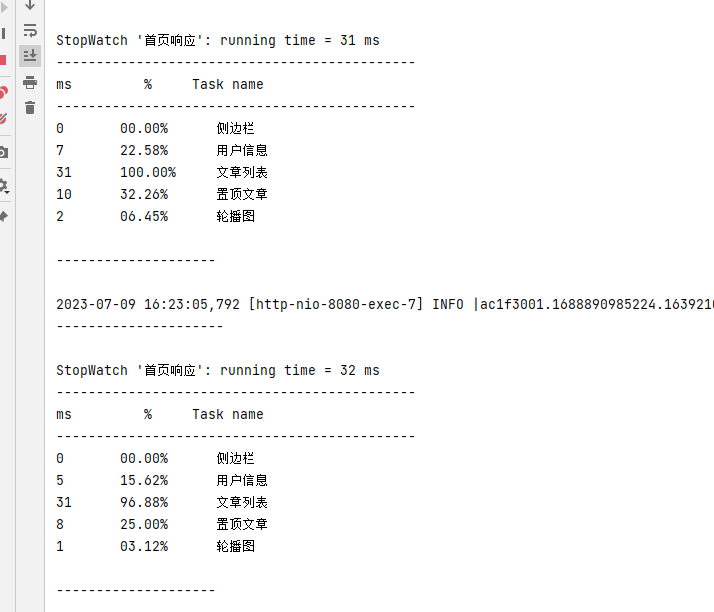 StopWatch '首页响应': running time = 31 ms
---------------------------------------------
ms % Task name
---------------------------------------------
0 00.00% 侧边栏
7 22.58% 用户信息
31 100.00% 文章列表
10 32.26% 置顶文章
2 06.45% 轮播图
--------------------
2023-07-09 16:23:05,792 [http-nio-8080-exec-7] INFO |ac1f3001.1688890985224.163921
---------------------
StopWatch '首页响应': running time = 32 ms
---------------------------------------------
ms % Task name
---------------------------------------------
0 00.00% 侧边栏
5 15.62% 用户信息
31 96.88% 文章列表
8 25.00% 置顶文章
1 03.12% 轮播图
--------------------